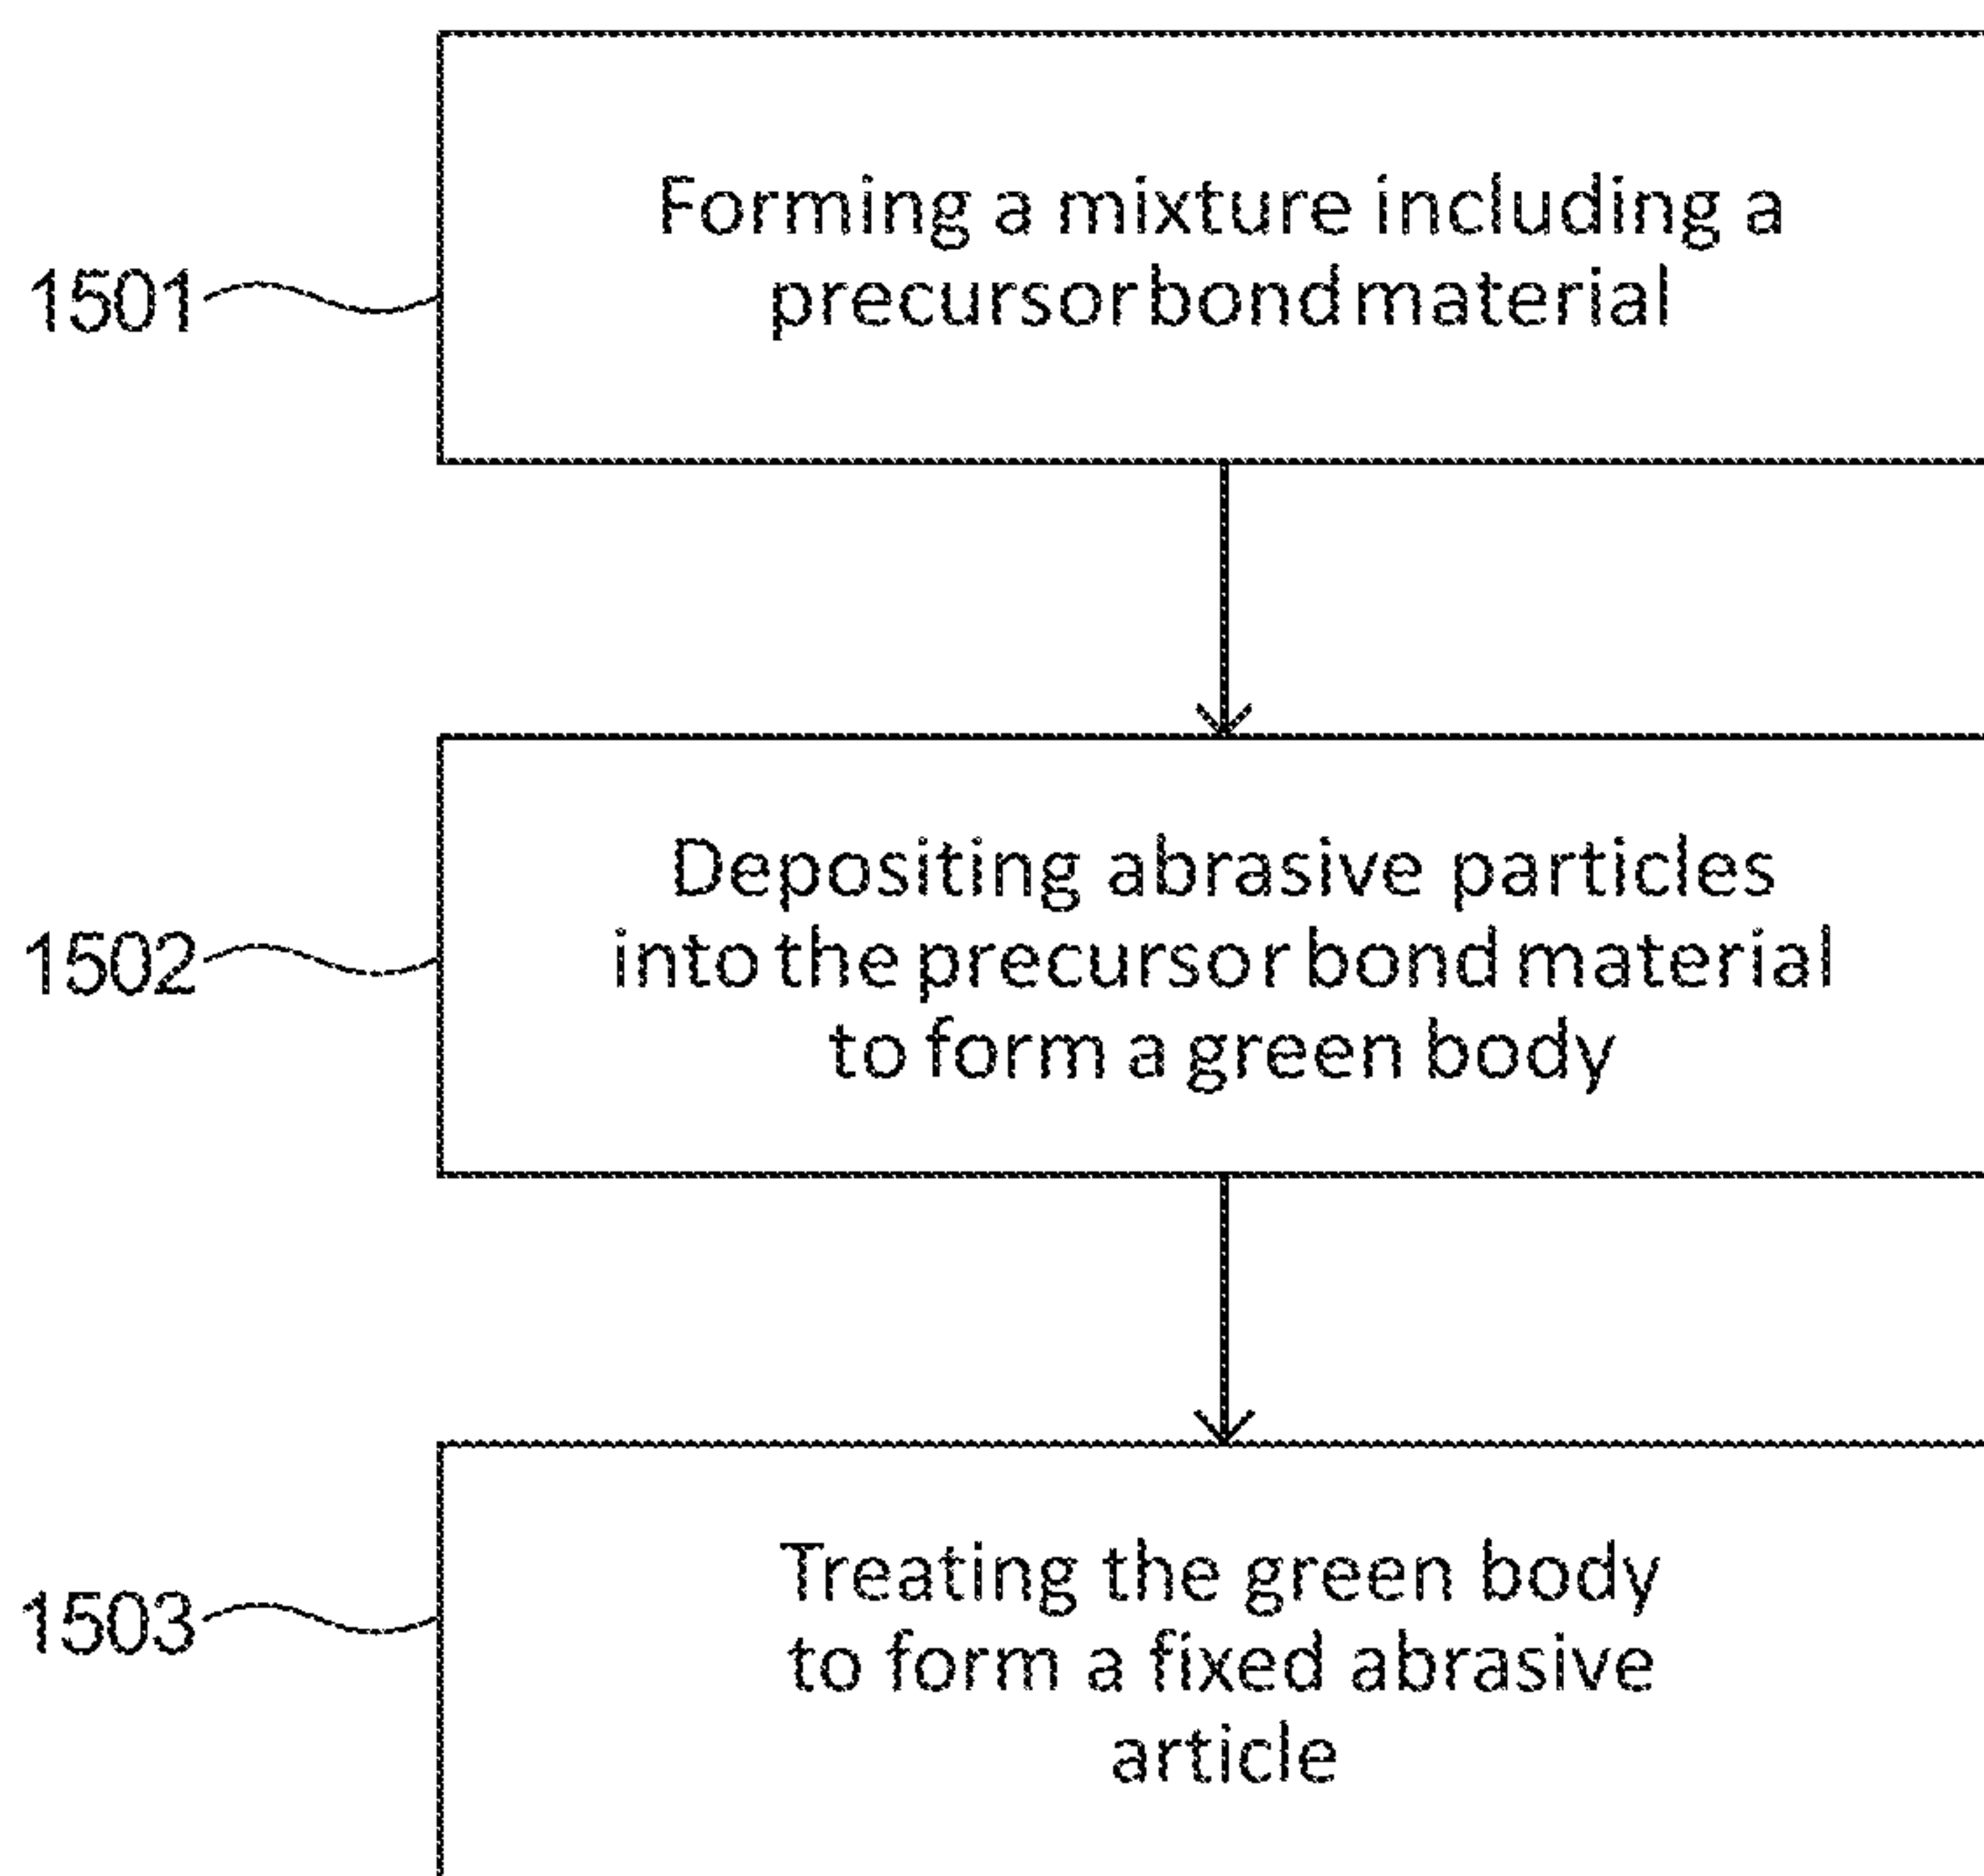 Forming a mixture including a
1501
precursor bond material
Depositing abrasive particles
1502
into the precursor bond material
to form a green body
Treating the green body
1503
to form a fixed abrasive
article